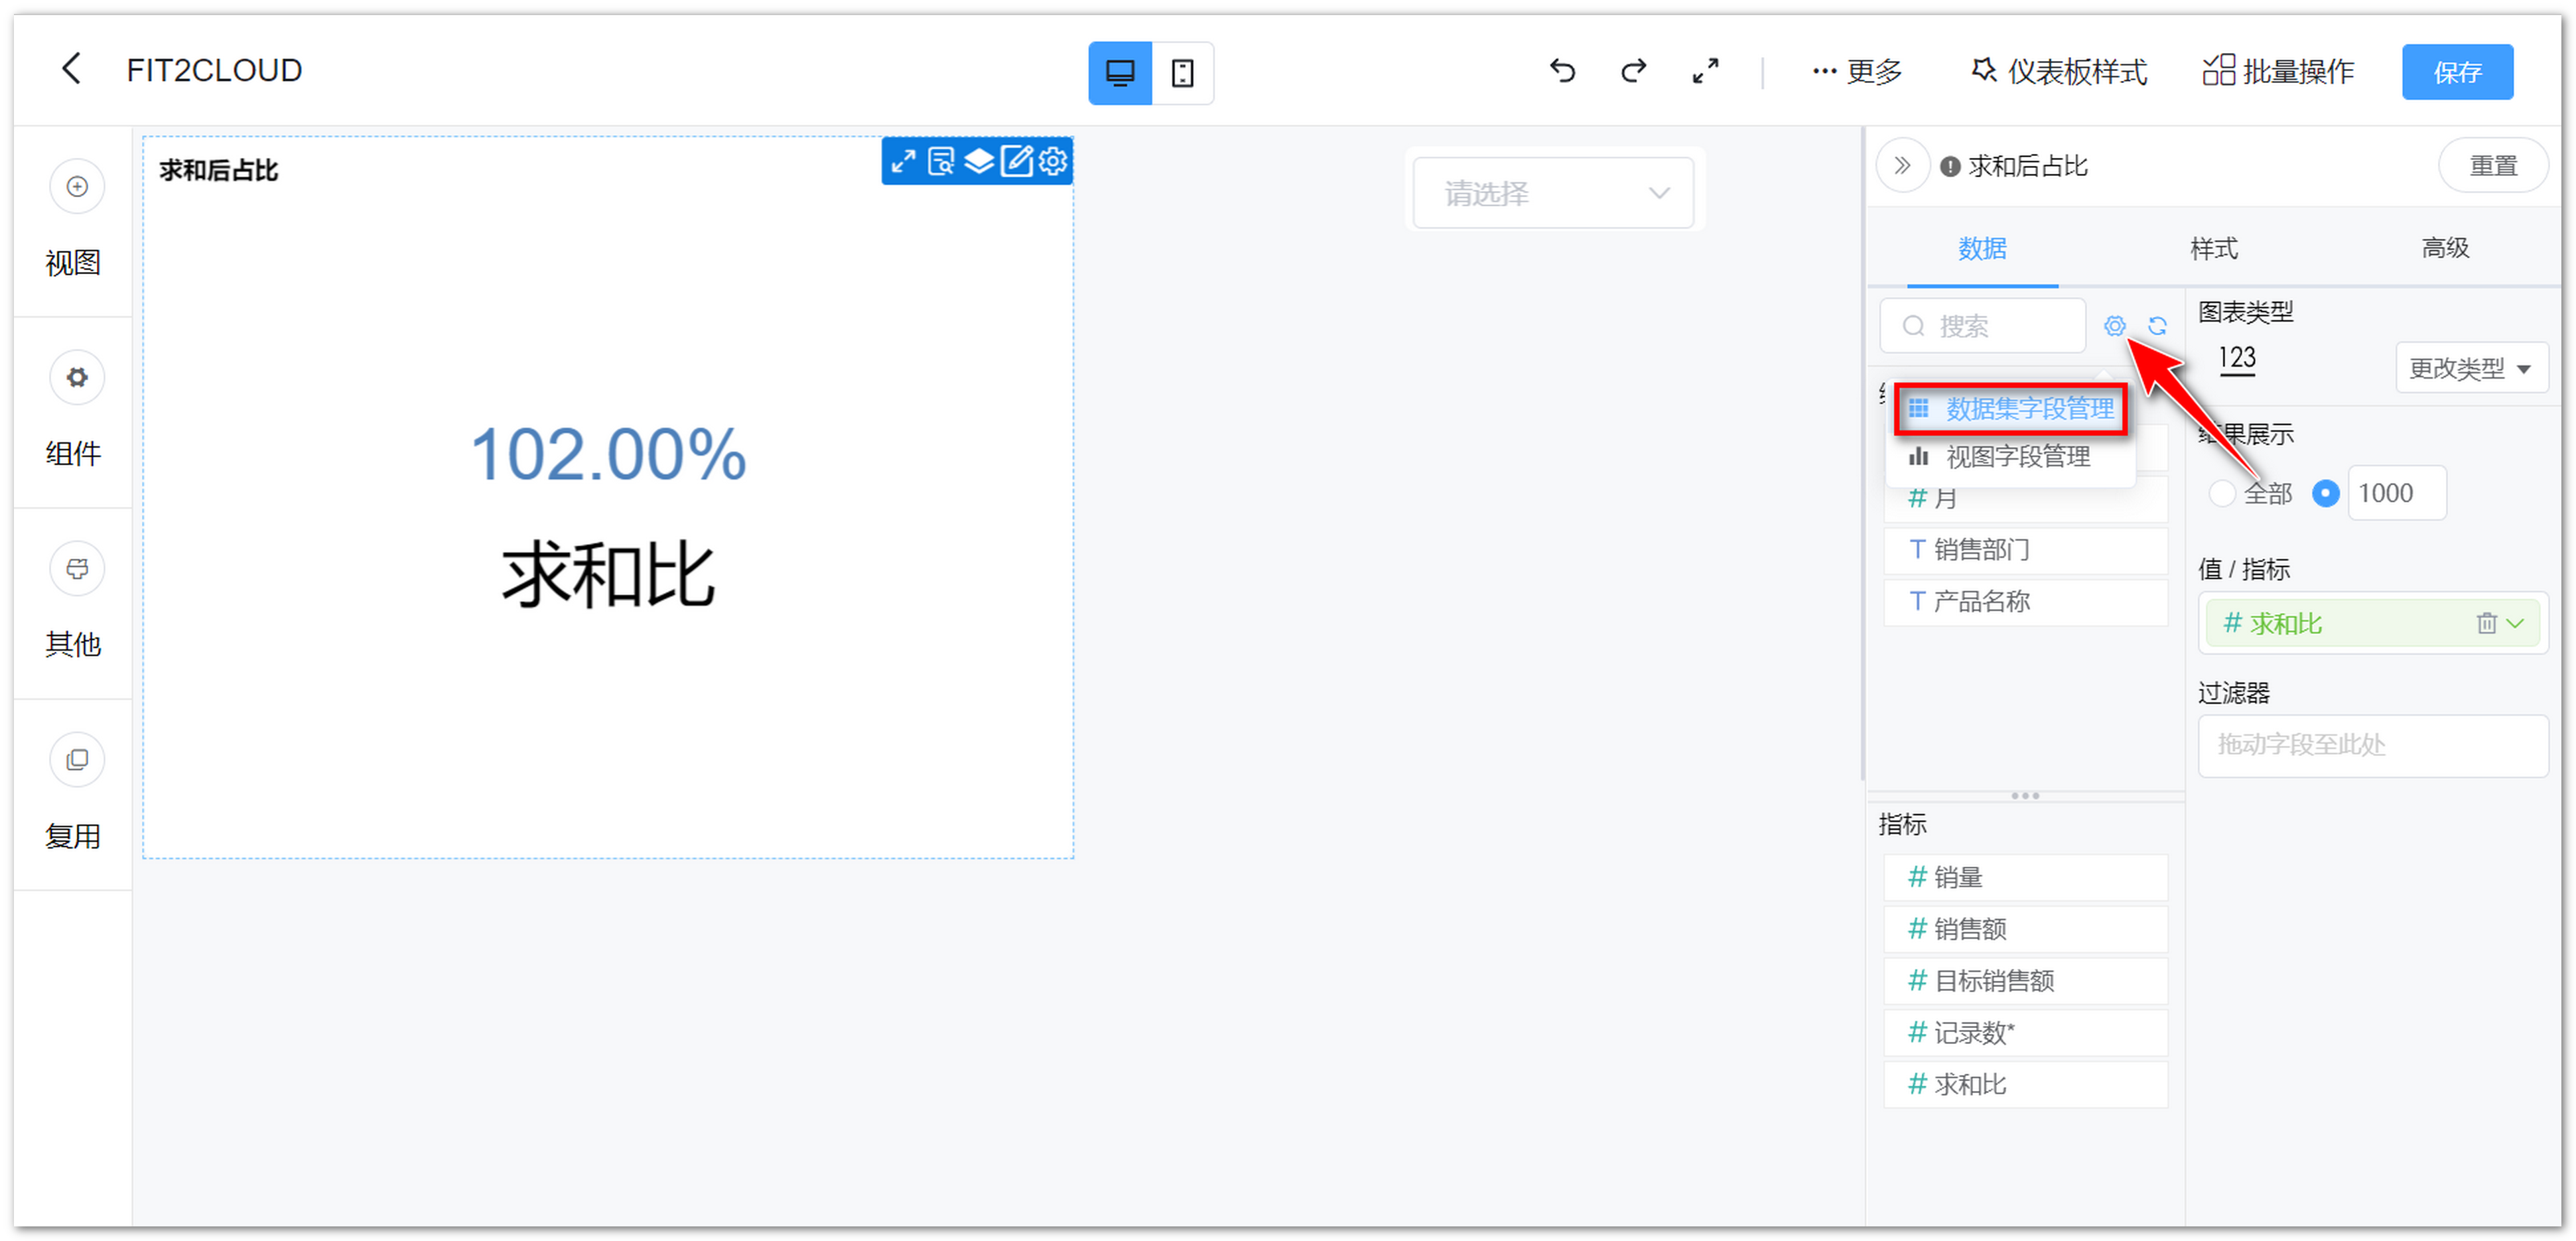 FIT2CLOUD
更多
仪表板样式
批量操作
保存
视图
组件
其他
复用
求和后占比
102.00%
求和比
请选择
求和后占比
重置
数据
样式
高级
搜索
数据集字段管理
视图字段管理
# 月
T 销售部门
T 产品名称
指标
# 销量
# 销售额
# 目标销售额
# 记录数*
# 求和比
图表类型
123
更改类型
结果展示
全部
1000
值 / 指标
# 求和比
过滤器
拖动字段至此处